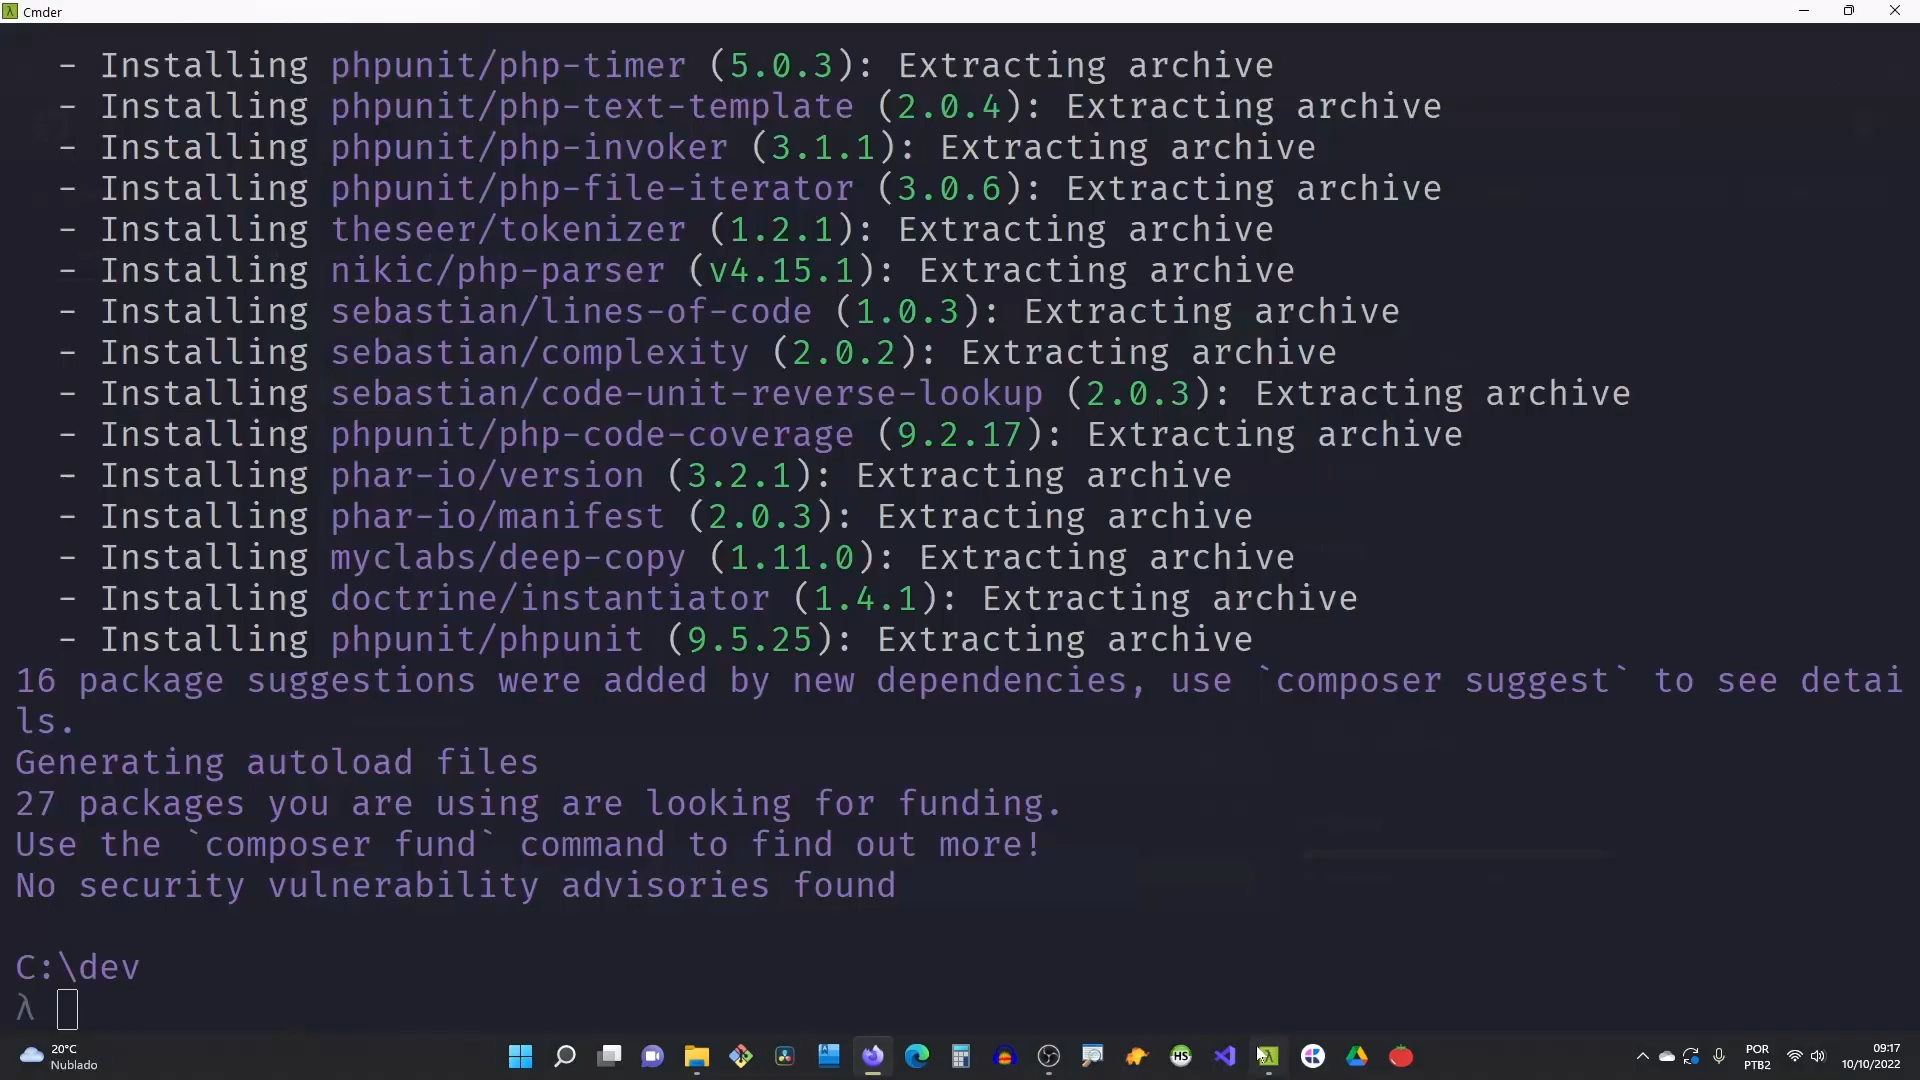 Cmder
- Installing phpunit/php-timer (5.0.3): Extracting archive
- Installing phpunit/php-text-template (2.0.4): Extracting archive
- Installing phpunit/php-invoker (3.1.1): Extracting archive
- Installing phpunit/php-file-iterator (3.0.6): Extracting archive
- Installing theseer/tokenizer (1.2.1): Extracting archive
- Installing nikic/php-parser (v4.15.1): Extracting archive
- Installing sebastian/lines-of-code (1.0.3): Extracting archive
- Installing sebastian/complexity (2.0.2): Extracting archive
- Installing sebastian/code-unit-reverse-lookup (2.0.3): Extracting archive
- Installing phpunit/php-code-coverage (9.2.17): Extracting archive
- Installing phar-io/version (3.2.1): Extracting archive
- Installing phar-io/manifest (2.0.3): Extracting archive
- Installing myclabs/deep-copy (1.11.0): Extracting archive
- Installing doctrine/instantiator (1.4.1): Extracting archive
- Installing phpunit/phpunit (9.5.25): Extracting archive
16 package suggestions were added by new dependencies, use `composer suggest` to see detai
ls.
Generating autoload files
27 packages you are using are looking for funding.
Use the `composer fund` command to find out more!
No security vulnerability advisories found
C:\dev
λ
20°C
Nublado
HS
POR
PTB2
09:17
10/10/2022